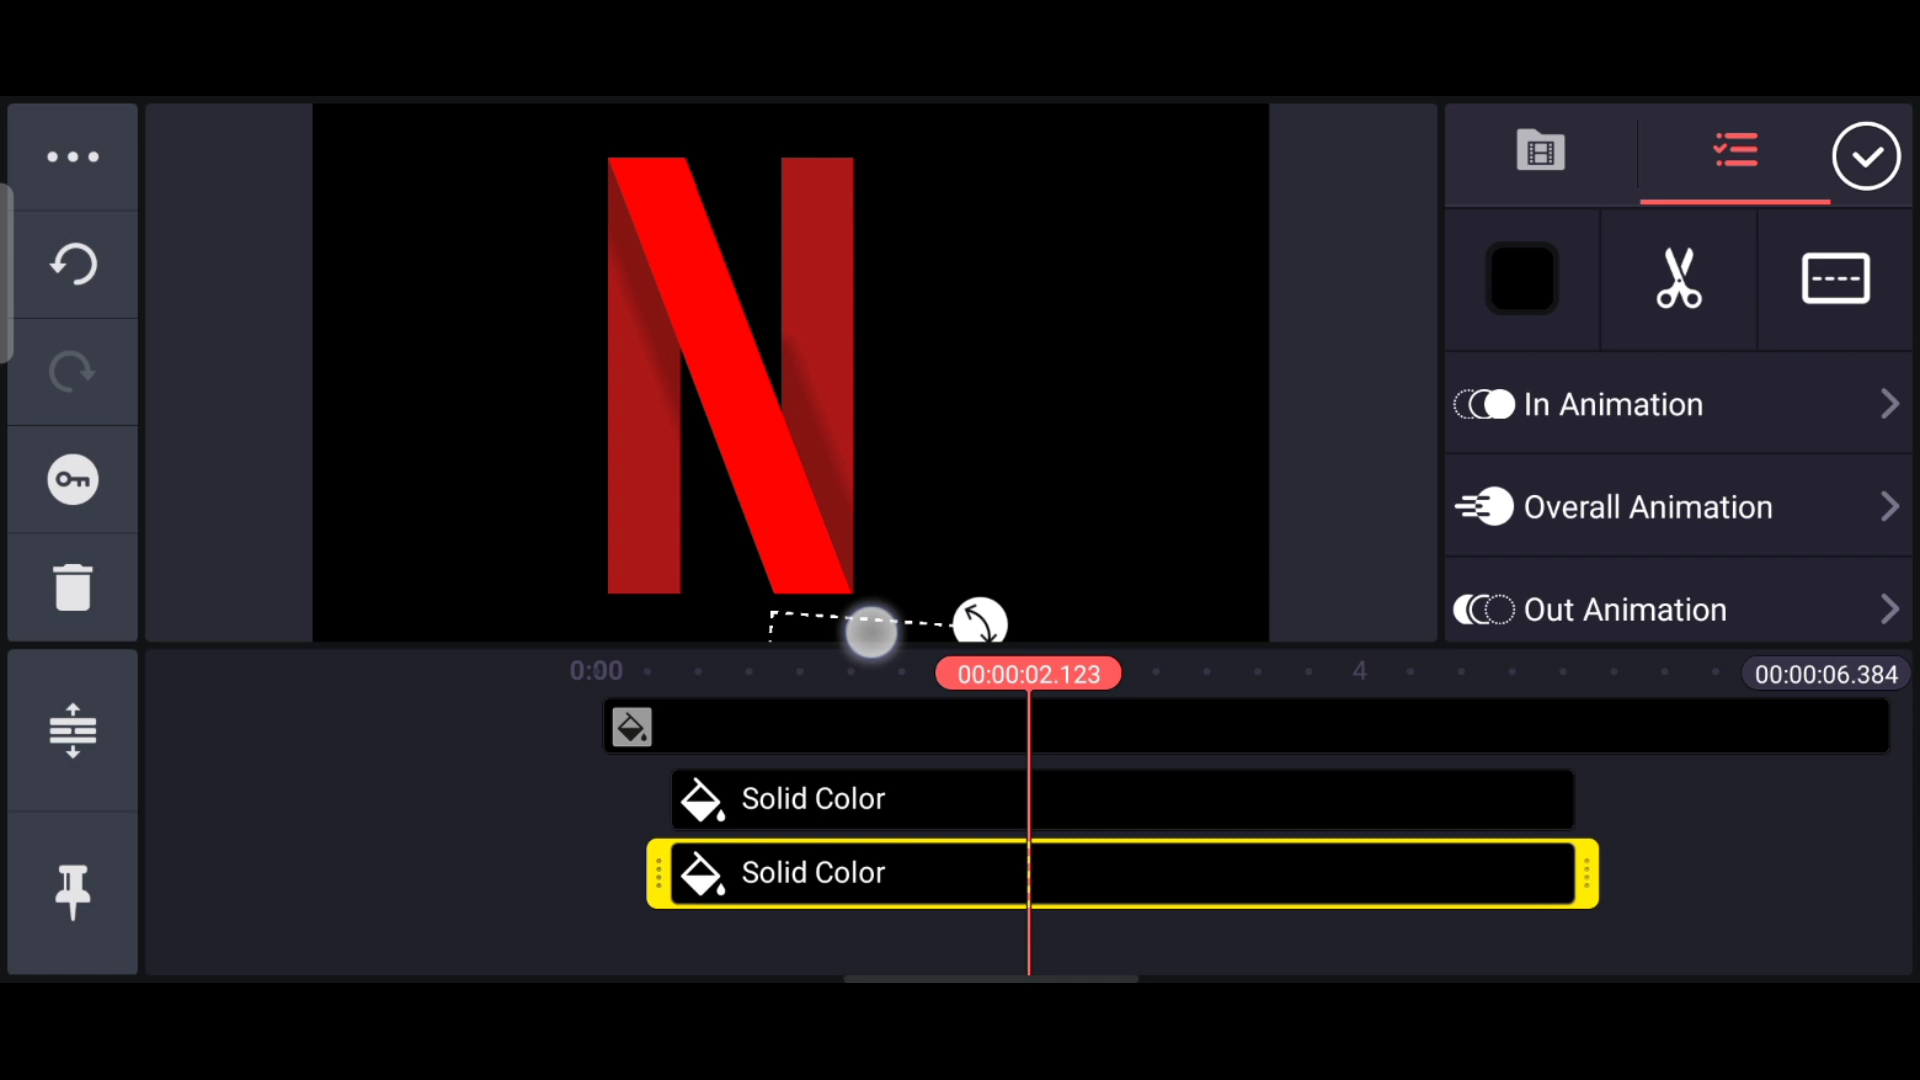 N
In Animation
Overall Animation
Out Animation
0:00
00:00:02.123
4
00:00:06.384
Solid Color
Solid Color